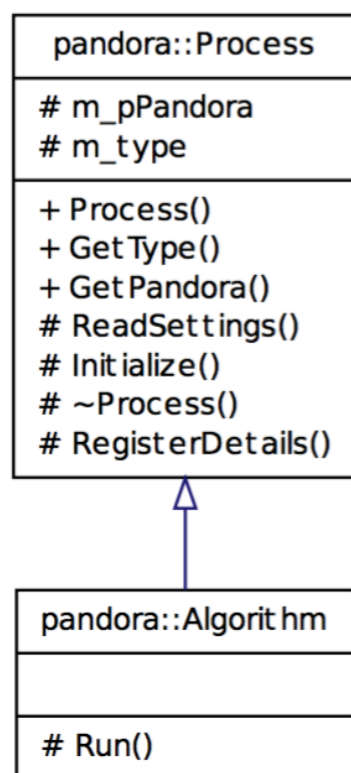 pandora::Process
# m_pPandora
# m_type
+ Process()
+ GetType()
+ GetPandora()
# ReadSettings()
# Initialize()
# ~Process()
# RegisterDetails()
pandora::Algorithm
# Run()